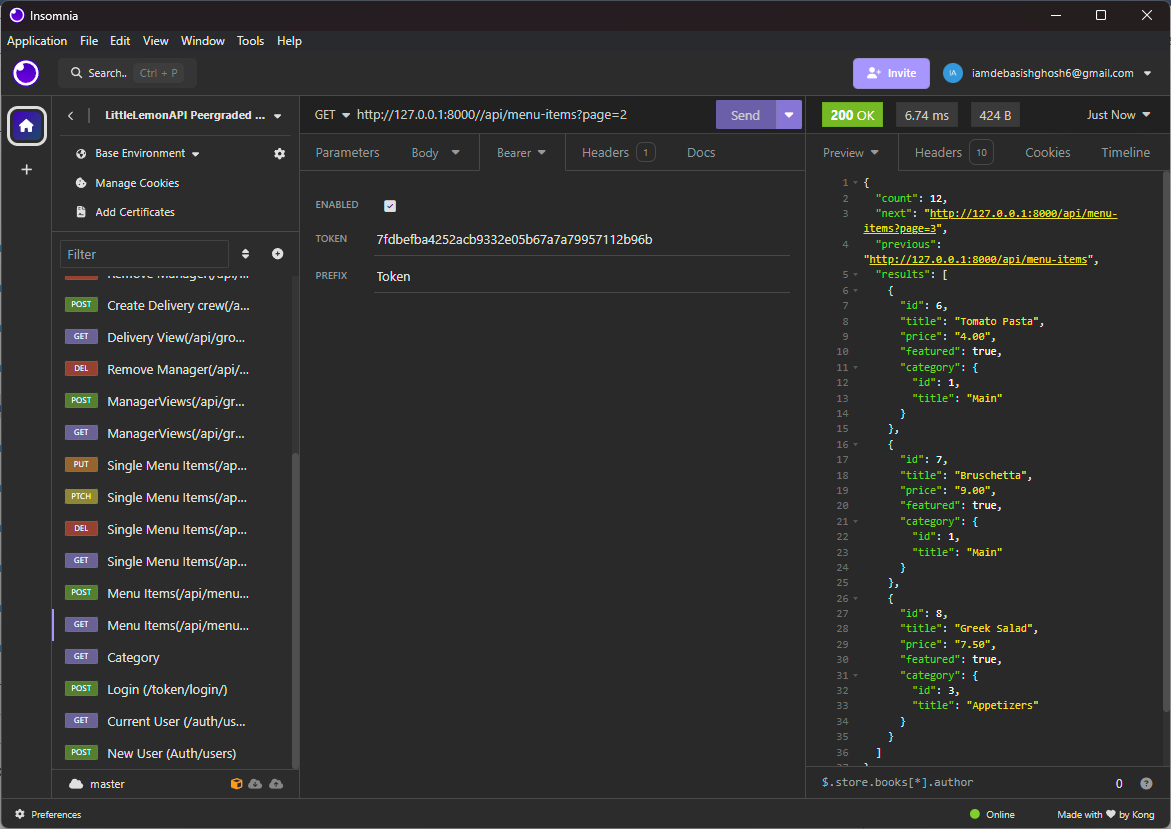 Insomnia
Application File Edit View Window Tools Help
Search.. Ctrl + P
Invite
IA
iamdebasishghosh6@gmail.com
LittleLemonAPI Peergraded ...
Base Environment
Manage Cookies
Add Certificates
Filter
Remove Manager(/api/...
POST Create Delivery crew(/a...
GET Delivery View(/api/gro...
DEL Remove Manager(/api/...
POST ManagerViews(/api/gr...
GET ManagerViews(/api/gr...
PUT Single Menu Items(/ap...
PTCH Single Menu Items(/ap...
DEL Single Menu Items(/ap...
GET Single Menu Items(/ap...
POST Menu Items(/api/menu...
GET Menu Items(/api/menu...
GET Category
POST Login (/token/login/)
GET Current User (/auth/us...
POST New User (Auth/users)
master
GET http://127.0.0.1:8000//api/menu-items?page=2
Send
Parameters Body Bearer Headers 1 Docs
ENABLED
TOKEN 7fdbefba4252acb9332e05b67a7a79957112b96b
PREFIX Token
200 OK 6.74 ms 424 B Just Now
Preview Headers 10 Cookies Timeline
1 {
2 "count": 12,
3 "next": "http://127.0.0.1:8000/api/menu-
items?page=3",
4 "previous":
"http://127.0.0.1:8000/api/menu-items",
5 "results": [
6 {
7 "id": 6,
8 "title": "Tomato Pasta",
9 "price": "4.00",
10 "featured": true,
11 "category": {
12 "id": 1,
13 "title": "Main"
14 }
15 },
16 {
17 "id": 7,
18 "title": "Bruschetta",
19 "price": "9.00",
20 "featured": true,
21 "category": {
22 "id": 1,
23 "title": "Main"
24 }
25 },
26 {
27 "id": 8,
28 "title": "Greek Salad",
29 "price": "7.50",
30 "featured": true,
31 "category": {
32 "id": 3,
33 "title": "Appetizers"
34 }
35 }
36 ]
37 }
$.store.books[*].author 0
Preferences
Online
Made with ♥ by Kong